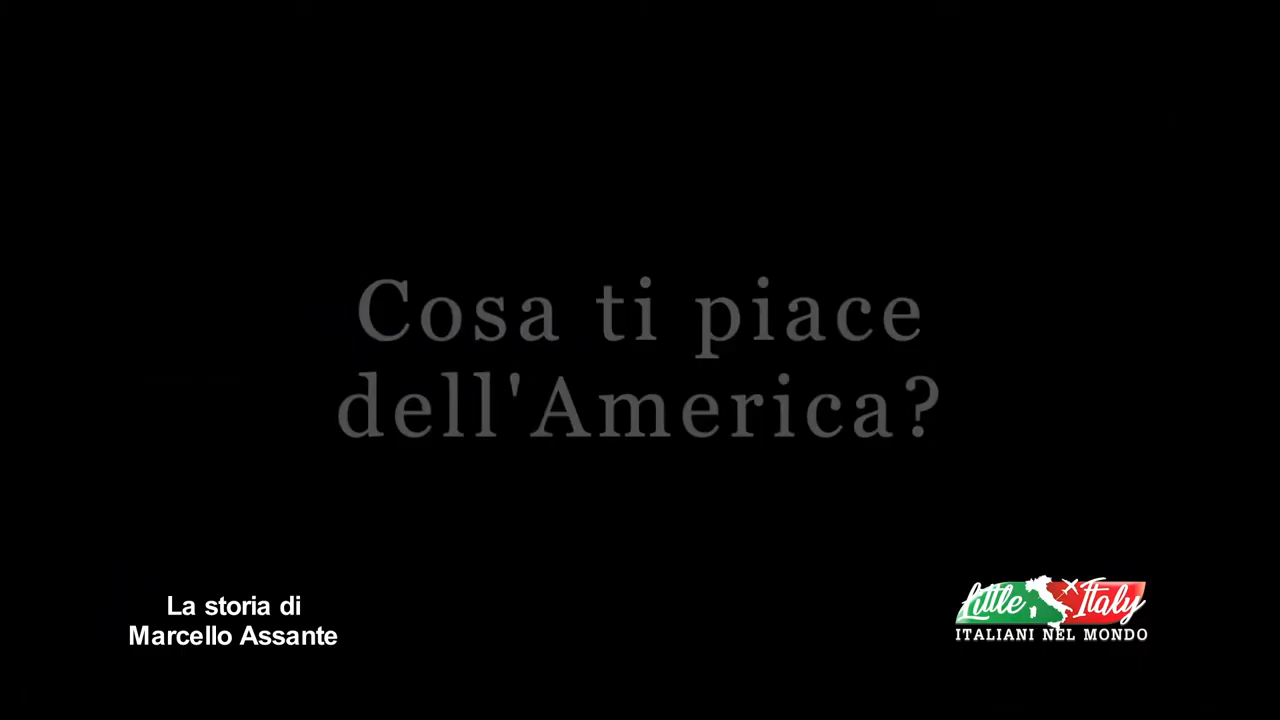 Cosa ti piace
dell'America?
La storia di
Marcello Assante
Little Italy
ITALIANI NEL MONDO